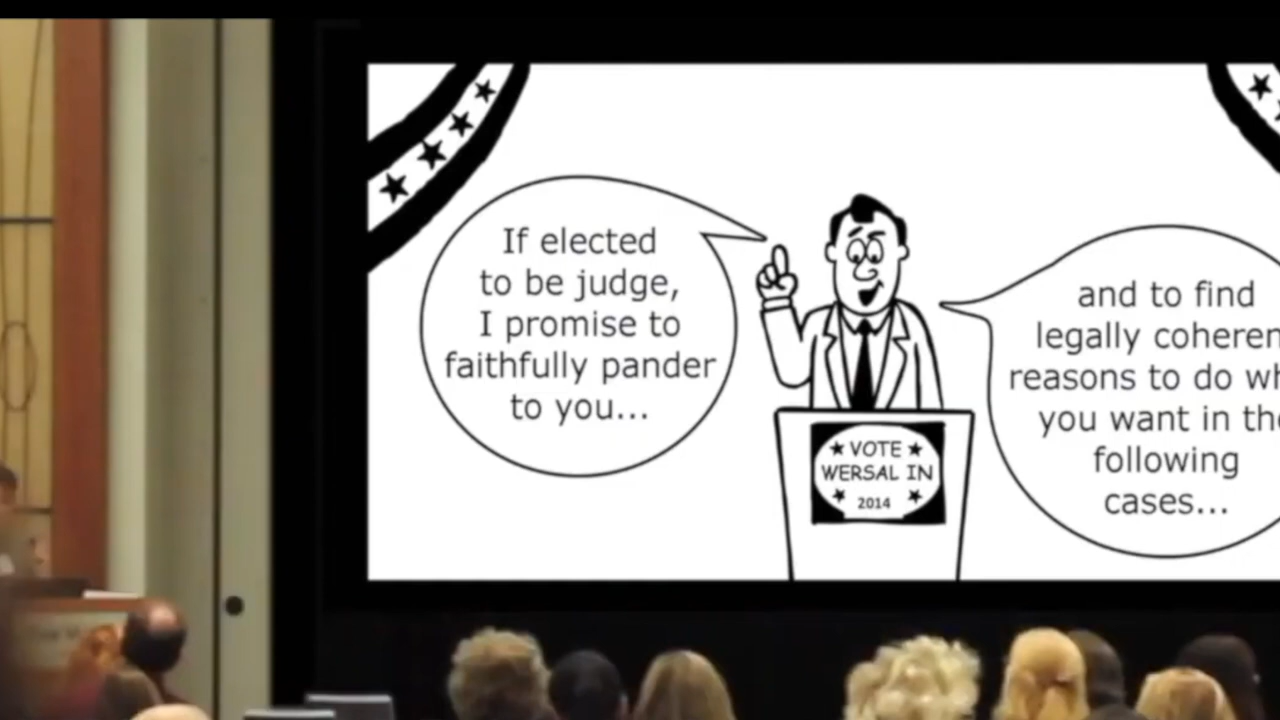 If elected
to be judge,
I promise to
faithfully pander
to you...
and to find
legally coheren
reasons to do wh
you want in the
following
cases...
VOTE
WERSAL IN
2014